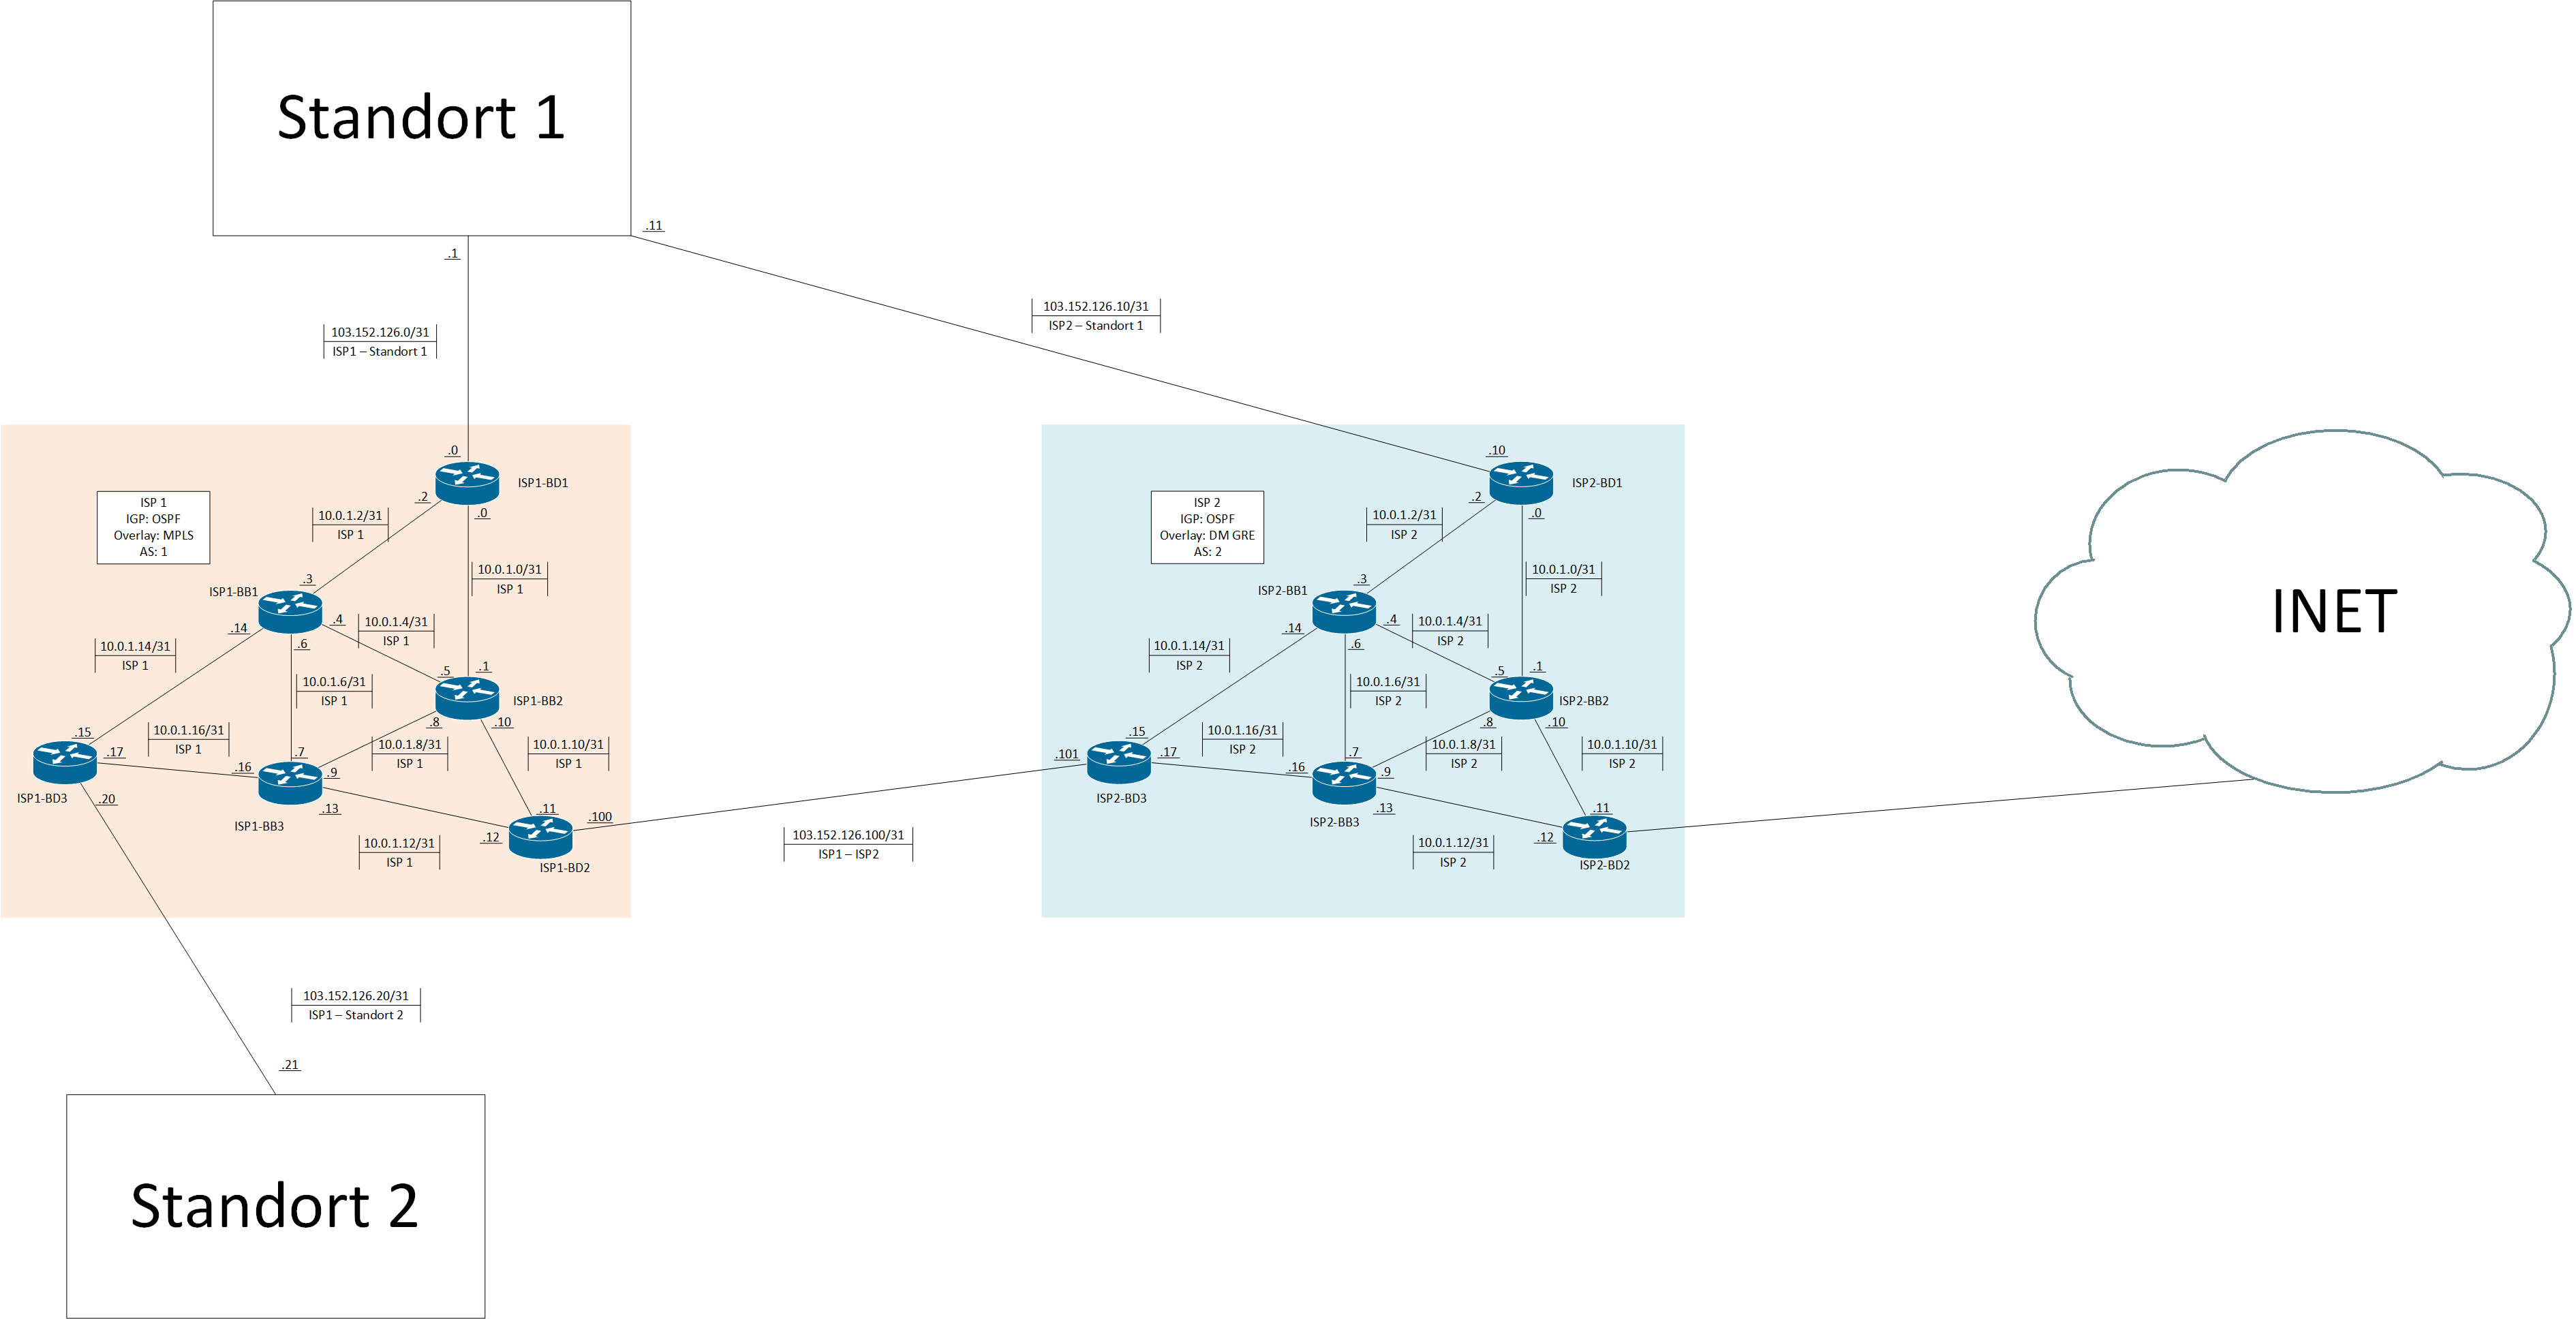 Standort 1
.11
.1
103.152.126.10/31
ISP2 – Standort 1
103.152.126.0/31
ISP1 – Standort 1
.0
ISP1-BD1
.2
.0
ISP 1
IGP: OSPF
Overlay: MPLS
AS: 1
10.0.1.2/31
ISP 1
10.0.1.0/31
ISP 1
.3
ISP1-BB1
.4
10.0.1.4/31
ISP 1
.14
.6
10.0.1.14/31
ISP 1
.5
.1
10.0.1.6/31
ISP 1
ISP1-BB2
.8
.10
.15
10.0.1.16/31
ISP 1
.17
.7
10.0.1.8/31
ISP 1
10.0.1.10/31
ISP 1
.16
.9
ISP1-BD3
.20
.13
ISP1-BB3
.11
.100
.12
10.0.1.12/31
ISP 1
ISP1-BD2
103.152.126.100/31
ISP1 – ISP2
.10
ISP2-BD1
.2
.0
ISP 2
IGP: OSPF
Overlay: DM GRE
AS: 2
10.0.1.2/31
ISP 2
10.0.1.0/31
ISP 2
.3
ISP2-BB1
.4
10.0.1.4/31
ISP 2
.14
.6
10.0.1.14/31
ISP 2
.5
.1
10.0.1.6/31
ISP 2
ISP2-BB2
.8
.10
.15
10.0.1.16/31
ISP 2
.101
.17
.7
10.0.1.8/31
ISP 2
10.0.1.10/31
ISP 2
.16
.9
ISP2-BD3
.13
ISP2-BB3
.11
.12
10.0.1.12/31
ISP 2
ISP2-BD2
INET
103.152.126.20/31
ISP1 – Standort 2
.21
Standort 2